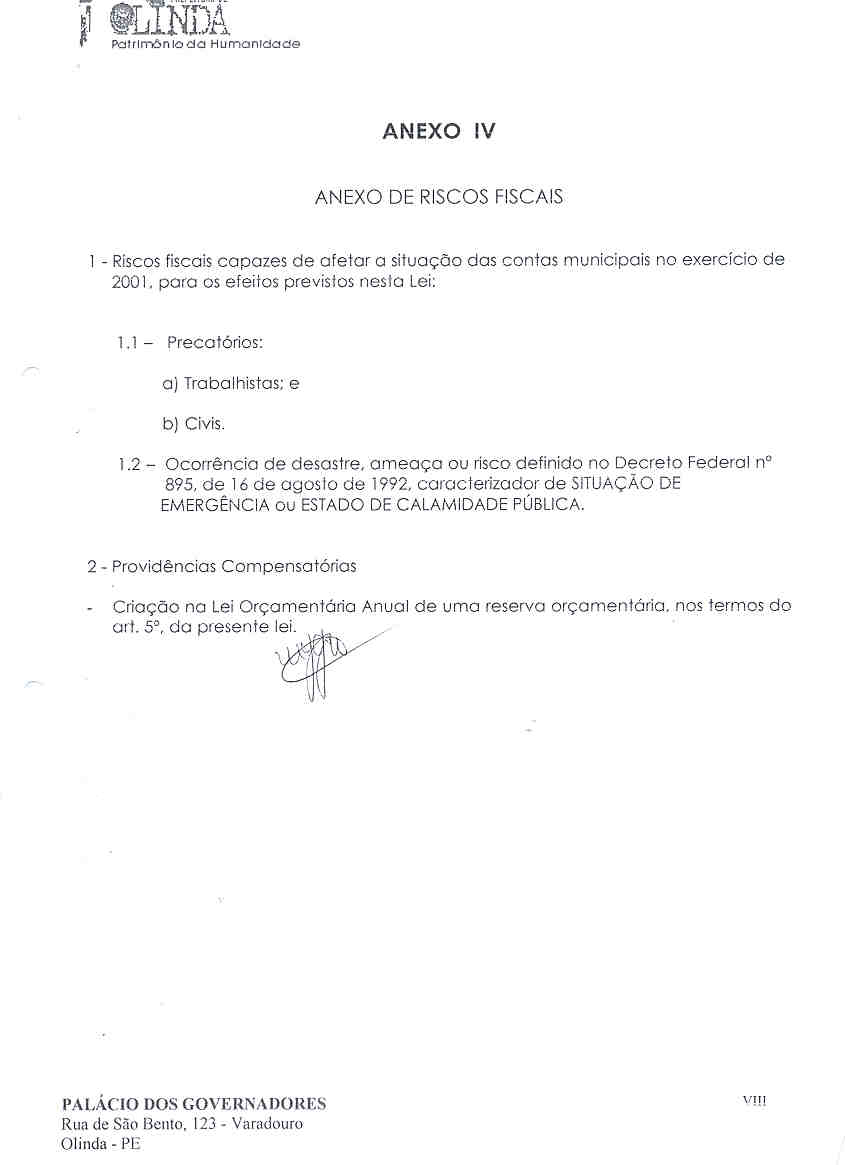 OLINDA
Patrimônio da Humanidade
ANEXO IV
ANEXO DE RISCOS FISCAIS
1 - Riscos fiscais capazes de afetar a situação das contas municipais no exercício de
2001, para os efeitos previstos nesta Lei:
1.1 – Precatórios:
a) Trabalhistas; e
b) Civis.
1.2 – Ocorrência de desastre, ameaça ou risco definido no Decreto Federal nº
895, de 16 de agosto de 1992, caracterizador de SITUAÇÃO DE
EMERGÊNCIA ou ESTADO DE CALAMIDADE PÚBLICA.
2 - Providências Compensatórias
- Criação na Lei Orçamentária Anual de uma reserva orçamentária, nos termos do
art. 5º, da presente lei.
PALÁCIO DOS GOVERNADORES
Rua de São Bento, 123 - Varadouro
Olinda - PE
VIII